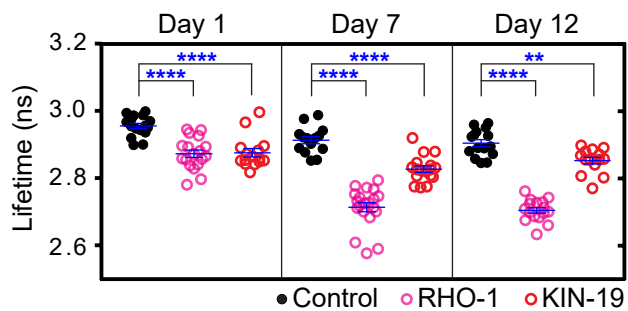 Day 1 Day 7 Day 12
3.2
**** **** **
**** **** ****
3.0
Lifetime (ns)
2.8
2.6
Control RHO-1 KIN-19